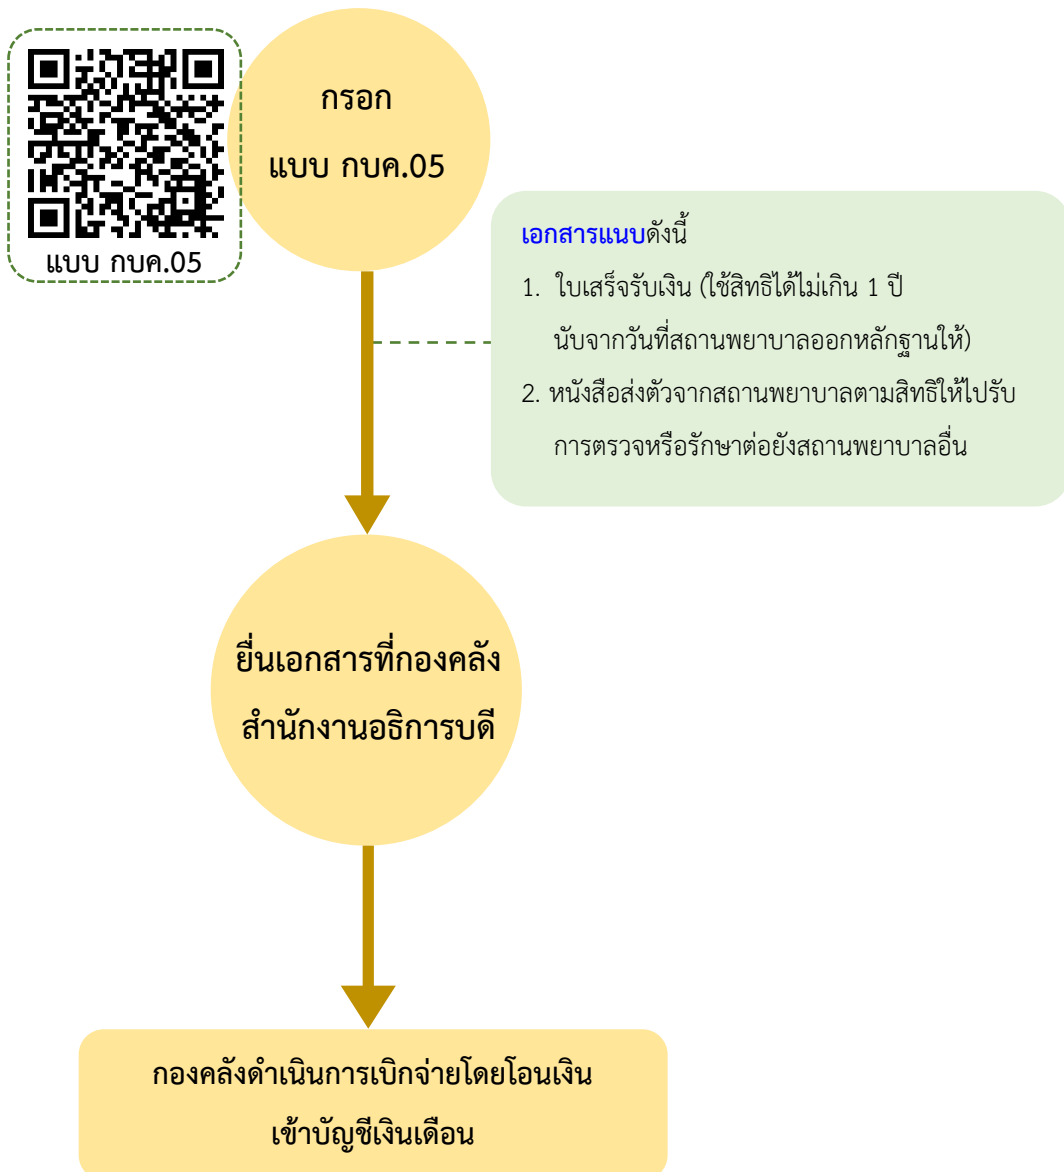 กรอก
แบบ กบค.05
แบบ กบค.05
เอกสารแนบดังนี้
1. ใบเสร็จรับเงิน (ใช้สิทธิได้ไม่เกิน 1 ปี
นับจากวันที่สถานพยาบาลออกหลักฐานให้)
2. หนังสือส่งตัวจากสถานพยาบาลตามสิทธิให้ไปรับ
การตรวจหรือรักษาต่อยังสถานพยาบาลอื่น
ยื่นเอกสารที่กองคลัง
สำนักงานอธิการบดี
กองคลังดำเนินการเบิกจ่ายโดยโอนเงิน
เข้าบัญชีเงินเดือน